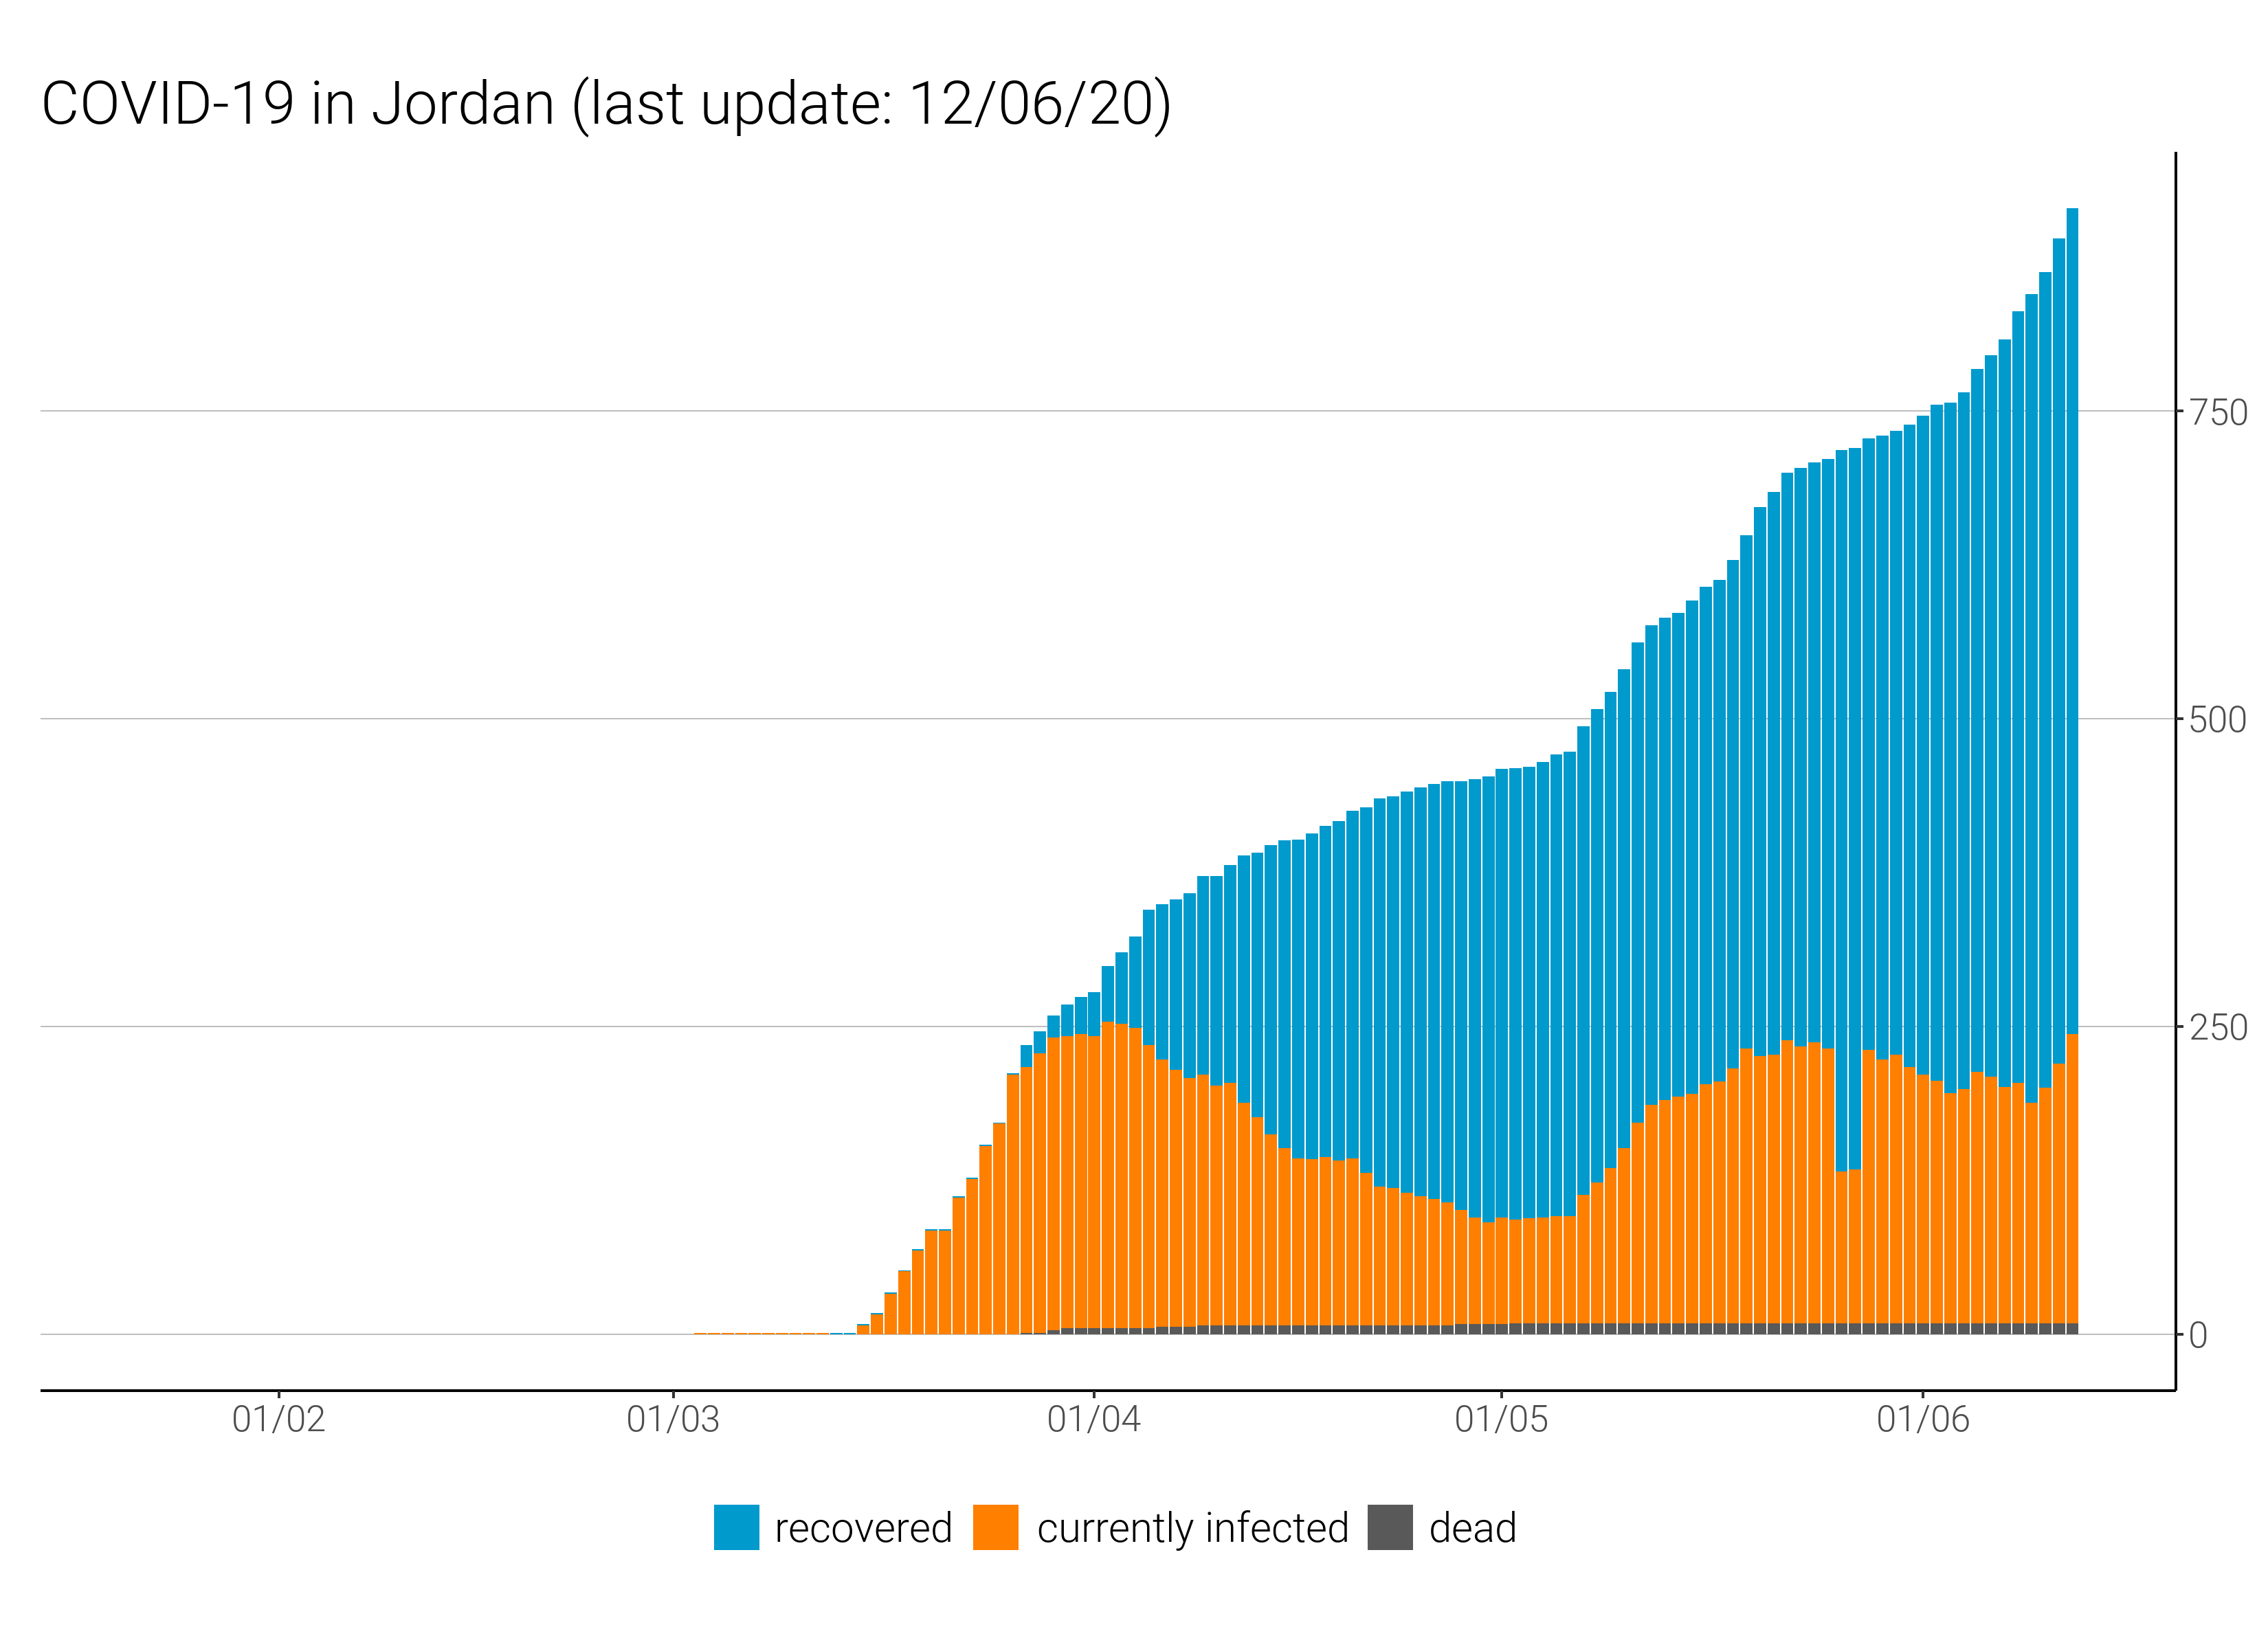 COVID-19 in Jordan (last update: 12/06/20)
750
500
250
0
01/02 01/03 01/04 01/05 01/06
recovered currently infected dead